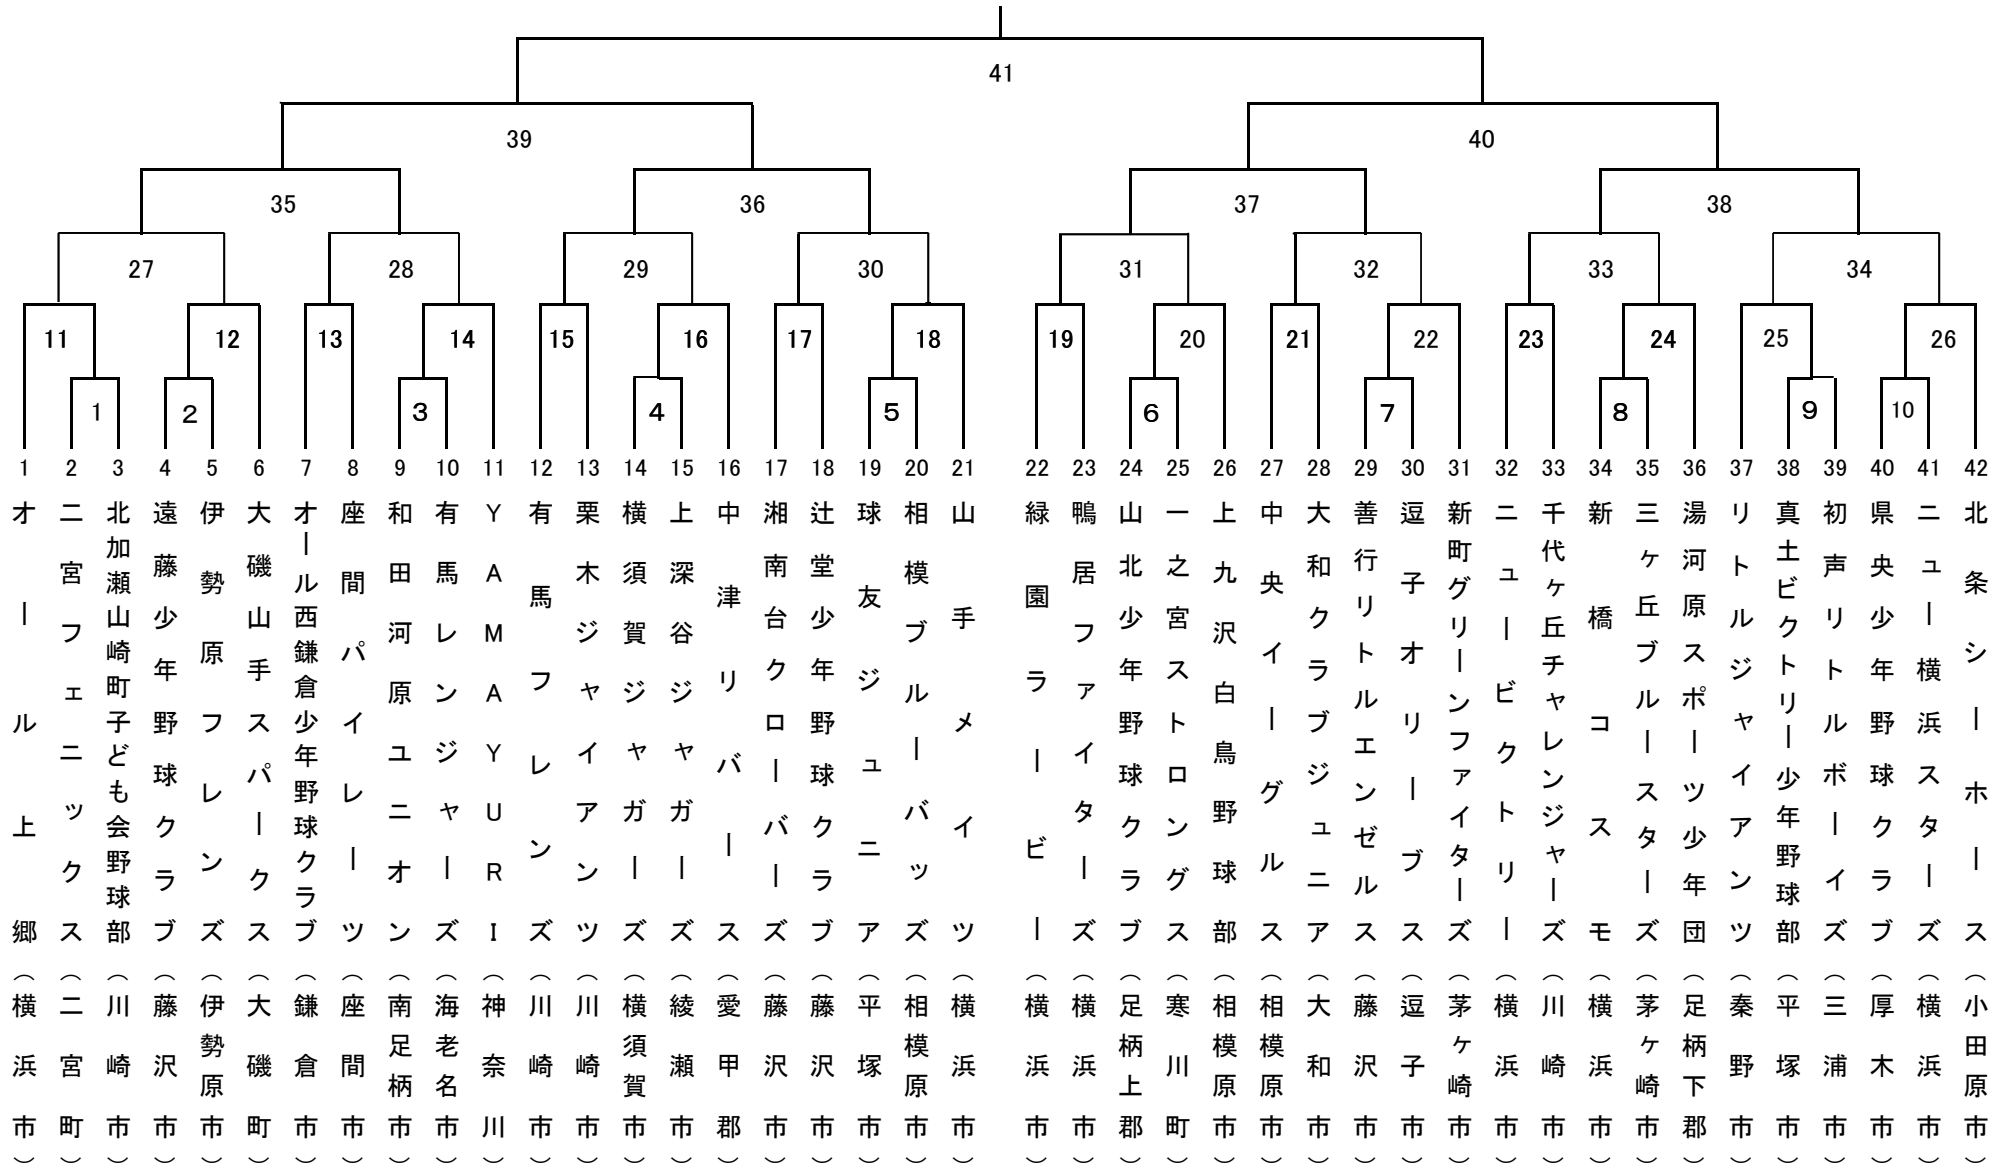 41
39
40
35
36
37
38
27
28
29
30
31
32
33
34
11
12
13
14
15
16
17
18
19
20
21
22
23
24
25
26
1
2
3
4
5
6
7
8
9
10
1 オール上郷（横浜市）
2 二宮フェニックス（二宮町）
3 北加瀬山崎町子ども会野球部（川崎市）
4 遠藤少年野球クラブ（藤沢市）
5 伊勢原フレンズ（伊勢原市）
6 大磯山手スパークス（大磯町）
7 オール西鎌倉少年野球クラブ（鎌倉市）
8 座間パイレーツ（座間市）
9 和田河原ユニオン（南足柄市）
10 有馬レンジャーズ（海老名市）
11 YAMAYURI（神奈川）
12 有馬フレンズ（川崎市）
13 栗木ジャイアンツ（川崎市）
14 横須賀ジャガーズ（横須賀市）
15 上深谷ジャガーズ（綾瀬市）
16 中津リバース（愛甲郡）
17 湘南台クローバーズ（藤沢市）
18 辻堂少年野球クラブ（藤沢市）
19 球友ジュニア（平塚市）
20 相模ブルーバッズ（相模原市）
21 山手メイツ（横浜市）
22 緑園ラービー（横浜市）
23 鴨居ファイターズ（横浜市）
24 山北少年野球クラブ（足柄上郡）
25 一之宮ストロングス（寒川町）
26 上九沢白鳥野球部（相模原市）
27 中央イーグルス（相模原市）
28 大和クラブジュニア（大和市）
29 善行リトルエンゼルス（藤沢市）
30 逗子オリーブス（逗子市）
31 新町グリーンファイターズ（茅ヶ崎市）
32 ニュービクトリー（横浜市）
33 千代ヶ丘チャレンジャーズ（川崎市）
34 新橋コスモ（横浜市）
35 三ヶ丘ブルースターズ（茅ヶ崎市）
36 湯河原スポーツ少年団（足柄下郡）
37 リトルジャイアンツ（秦野市）
38 真土ビクトリー少年野球部（平塚市）
39 初声リトルボーイズ（三浦市）
40 県央少年野球クラブ（厚木市）
41 ニュー横浜スターズ（横浜市）
42 北条シーホース（小田原市）